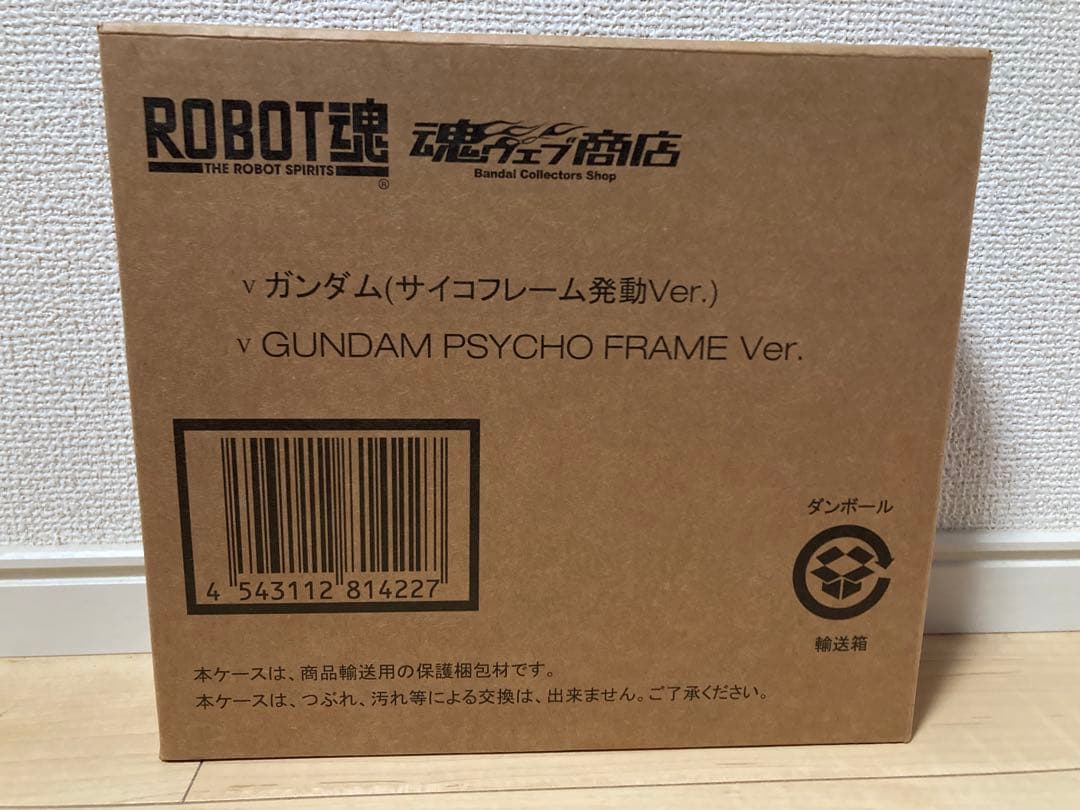 ROBOT魂
THE ROBOT SPIRITS
®
魂ウェブ商店
Bandai Collectors Shop
ν ガンダム(サイコフレーム発動Ver.)
ν GUNDAM PSYCHO FRAME Ver.
4 543112 814227
ダンボール
輸送箱
本ケースは、商品輸送用の保護梱包材です。
本ケースは、つぶれ、汚れ等による交換は、出来ません。ご了承ください。